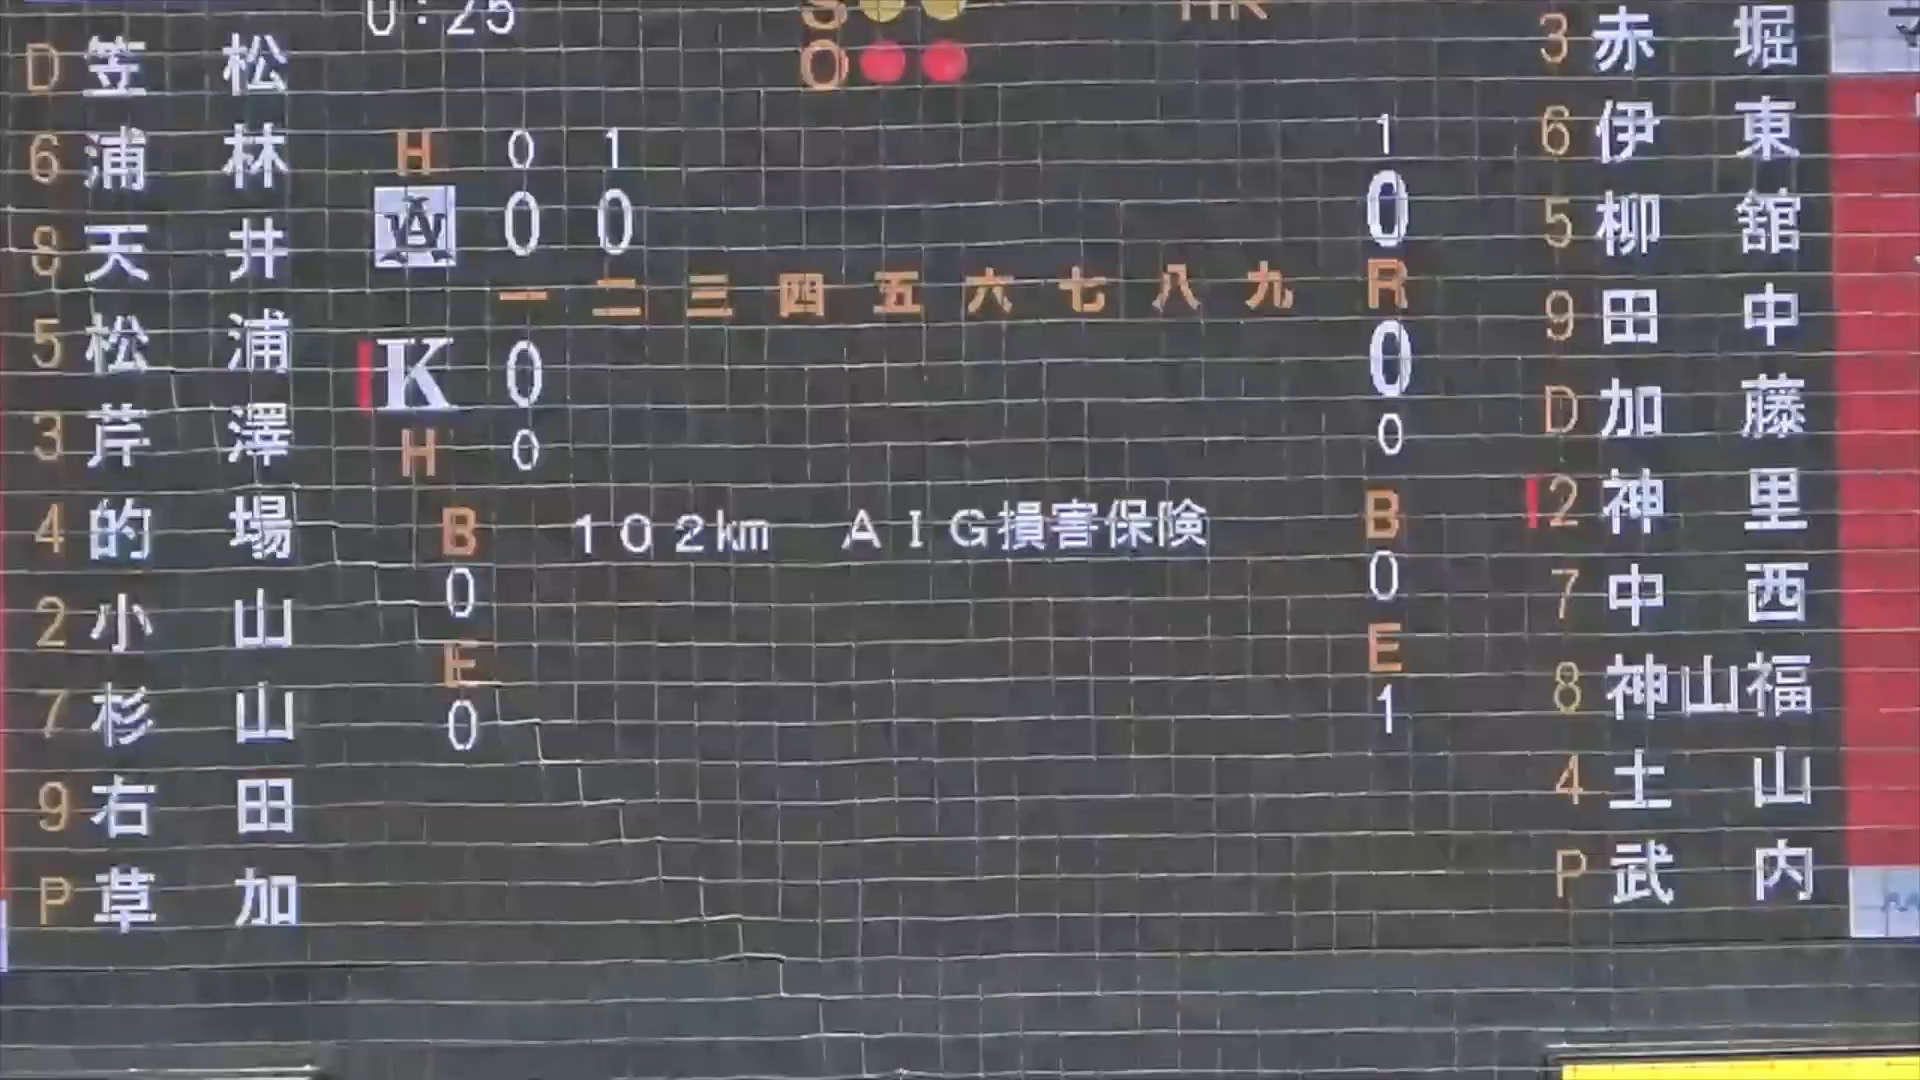 0:25
S
HR
O
D 笠松
6 浦林
8 天井
5 松浦
3 芹澤
4 的場
2 小山
7 杉山
9 右田
P 草加
H 0 1 1
AW 0 0 0
一 二 三 四 五 六 七 八 九 R
K 0 0
H 0 0
B 102km AIG損害保険 B
0 0
E E
0 1
3 赤堀
6 伊東
5 柳舘
9 田中
D 加藤
2 神里
7 中西
8 神山福
4 土山
P 武内